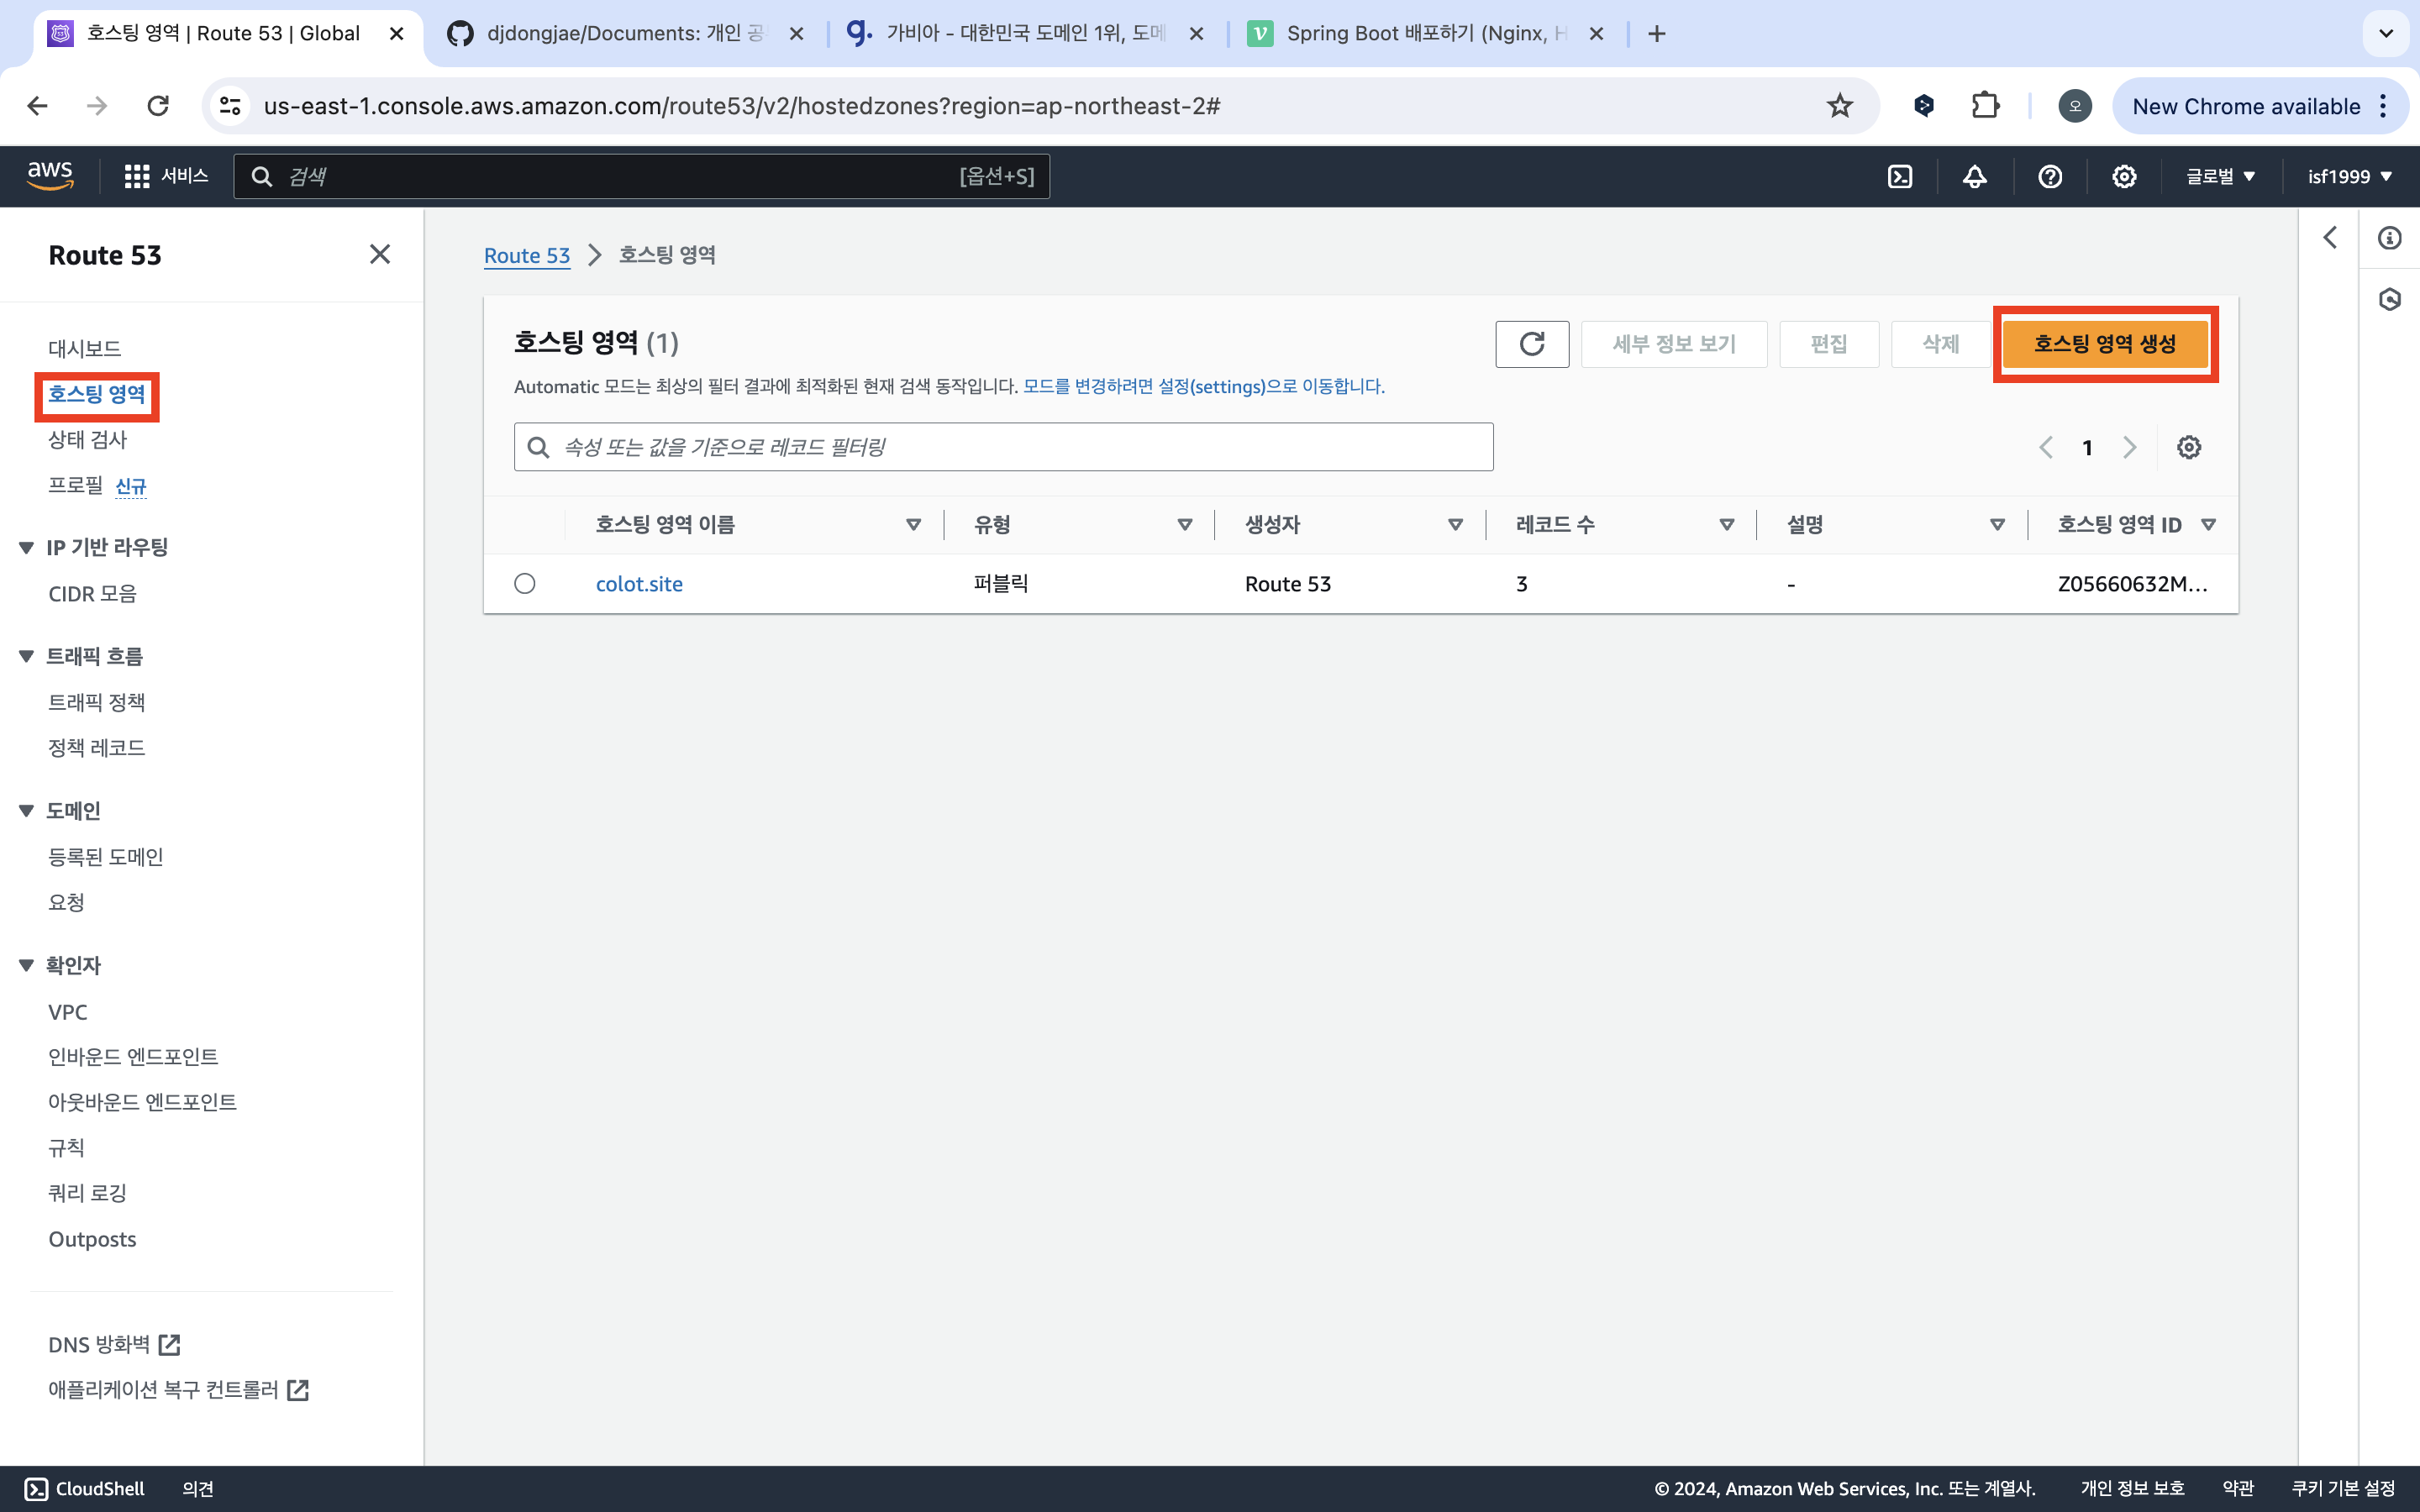 호스팅 영역 | Route 53 | Global
djdongjae/Documents: 개인 공
가비아 - 대한민국 도메인 1위, 도메
Spring Boot 배포하기 (Nginx, H
us-east-1.console.aws.amazon.com/route53/v2/hostedzones?region=ap-northeast-2#
오
New Chrome available
aws
서비스
검색
[옵션+S]
글로벌
isf1999
Route 53
대시보드
호스팅 영역
상태 검사
프로필 신규
IP 기반 라우팅
CIDR 모음
트래픽 흐름
트래픽 정책
정책 레코드
도메인
등록된 도메인
요청
확인자
VPC
인바운드 엔드포인트
아웃바운드 엔드포인트
규칙
쿼리 로깅
Outposts
DNS 방화벽
애플리케이션 복구 컨트롤러
Route 53 > 호스팅 영역
호스팅 영역 (1)
세부 정보 보기
편집
삭제
호스팅 영역 생성
Automatic 모드는 최상의 필터 결과에 최적화된 현재 검색 동작입니다. 모드를 변경하려면 설정(settings)으로 이동합니다.
속성 또는 값을 기준으로 레코드 필터링
1
호스팅 영역 이름 유형 생성자 레코드 수 설명 호스팅 영역 ID
colot.site 퍼블릭 Route 53 3 - Z05660632M...
CloudShell 의견
© 2024, Amazon Web Services, Inc. 또는 계열사. 개인 정보 보호 약관 쿠키 기본 설정